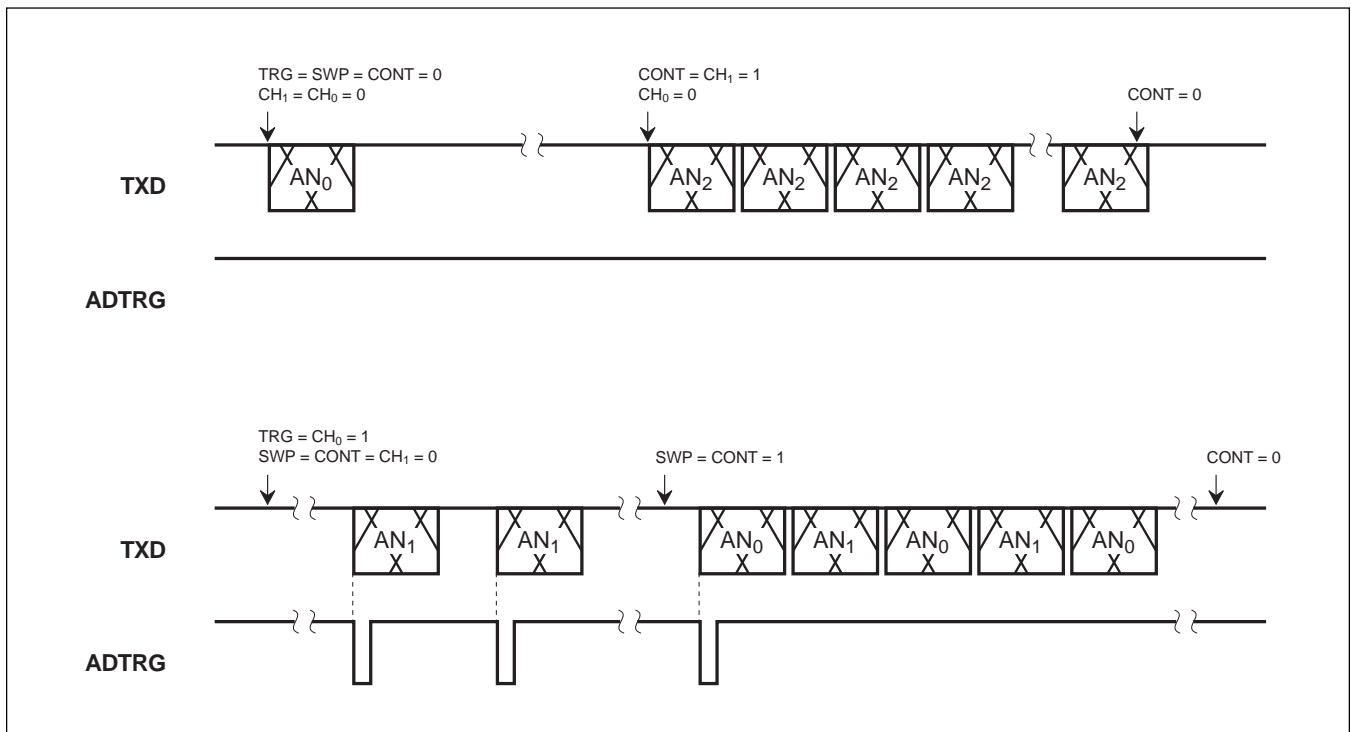 TRG = SWP = CONT = 0
CH₁ = CH₀ = 0
CONT = CH₁ = 1
CH₀ = 0
CONT = 0
TXD
AN₀
AN₂
AN₂
AN₂
AN₂
AN₂
ADTRG
TRG = CH₀ = 1
SWP = CONT = CH₁ = 0
SWP = CONT = 1
CONT = 0
TXD
AN₁
AN₁
AN₀
AN₁
AN₀
AN₁
AN₀
ADTRG